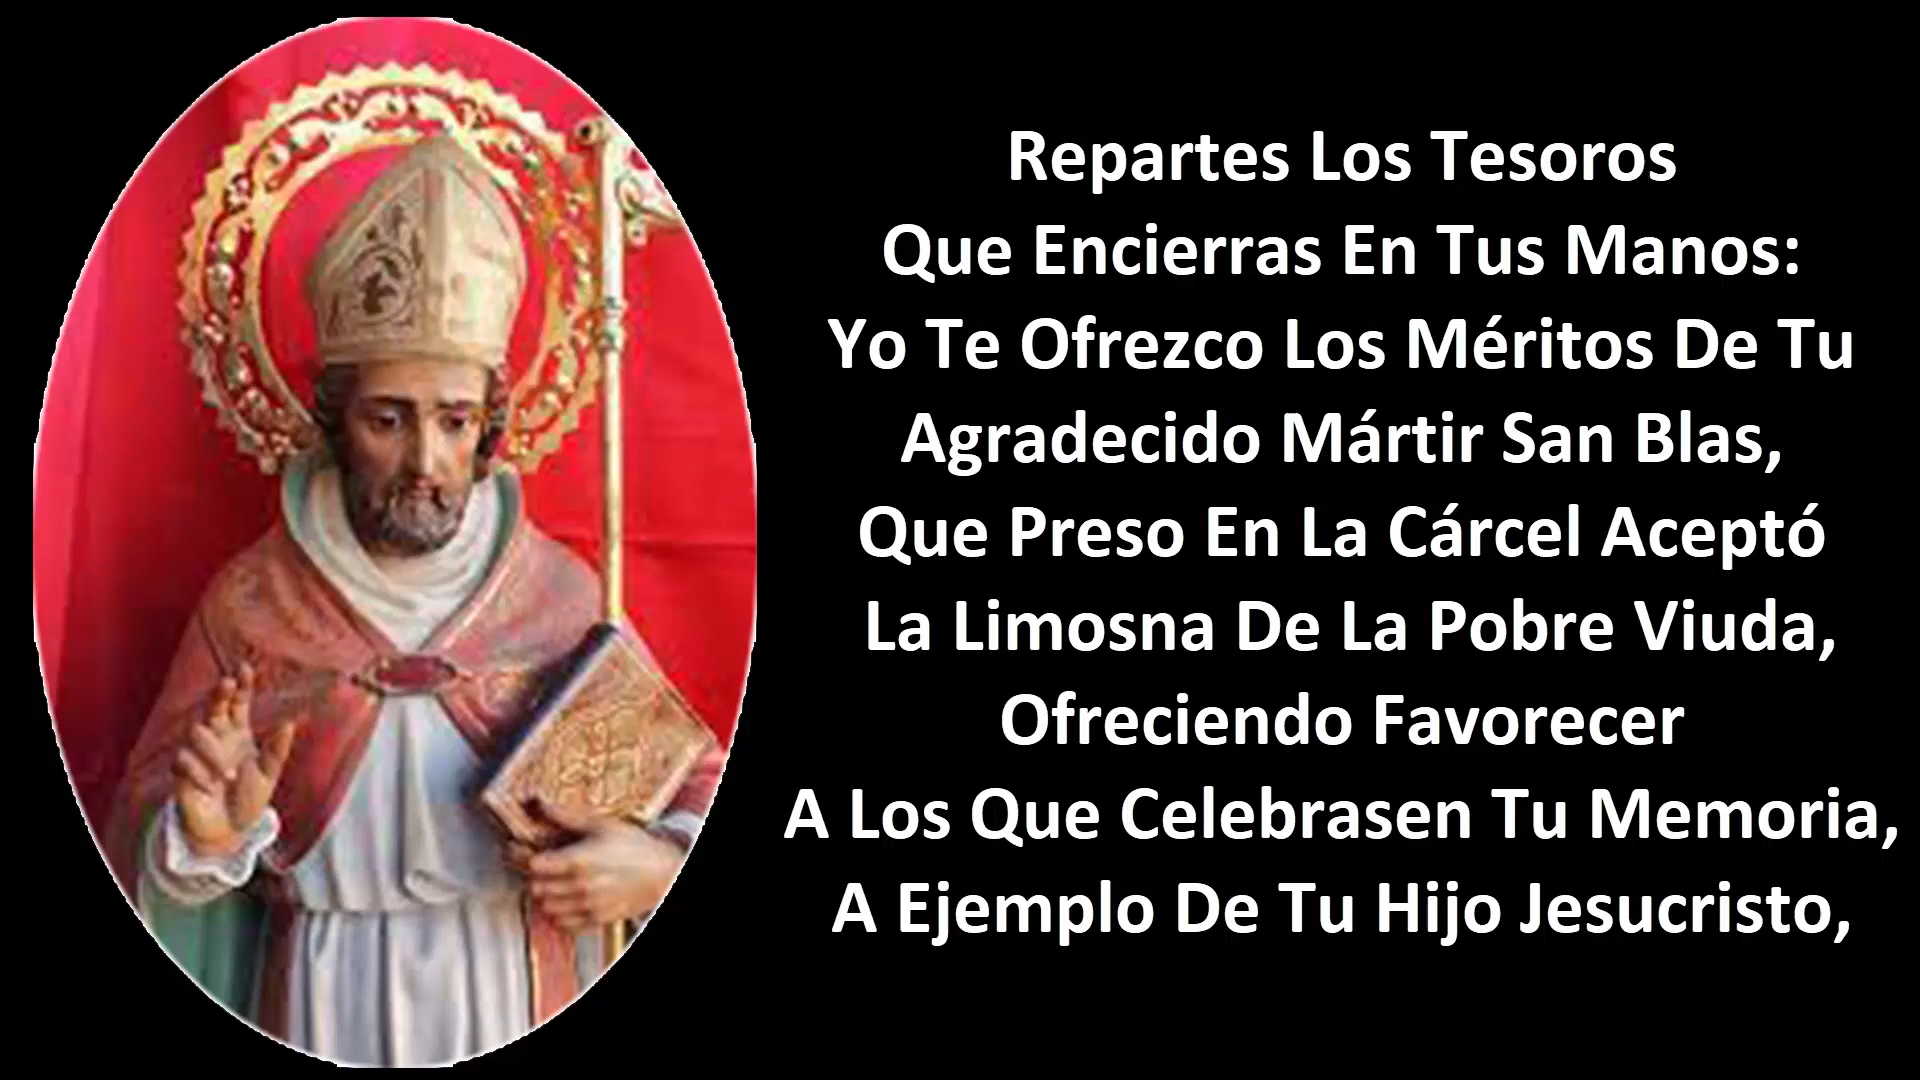 Repartes Los Tesoros
Que Encierras En Tus Manos:
Yo Te Ofrezco Los Méritos De Tu
Agradecido Mártir San Blas,
Que Preso En La Cárcel Aceptó
La Limosna De La Pobre Viuda,
Ofreciendo Favorecer
A Los Que Celebrasen Tu Memoria,
A Ejemplo De Tu Hijo Jesucristo,